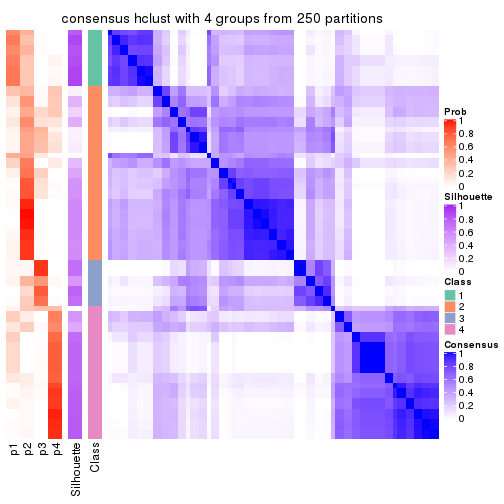 consensus hclust with 4 groups from 250 partitions
Prob
1
0.8
0.6
0.4
0.2
0
Silhouette
1
0.8
0.6
0.4
0.2
0
Class
1
2
3
4
Consensus
1
0.8
0.6
0.4
0.2
0
p1
p2
p3
p4
Silhouette
Class